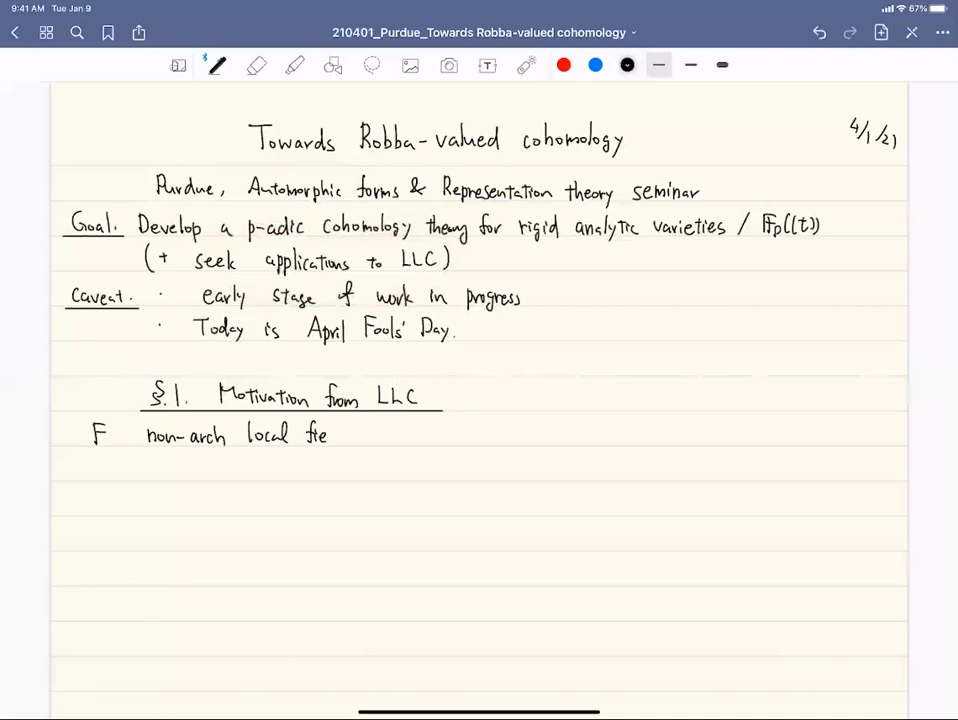 9:41 AM Tue Jan 9
67%
210401_Purdue_Towards Robba-valued cohomology
T
Towards Robba-valued cohomology
4/1/21
Purdue, Automorphic forms & Representation theory seminar
Goal. Develop a p-adic cohomology theory for rigid analytic varieties / 𝔽p((t))
(+ seek applications to LLC)
Caveat. · early stage of work in progress
· Today is April Fools' Day.
§.1. Motivation from LLC
F non-arch local fie